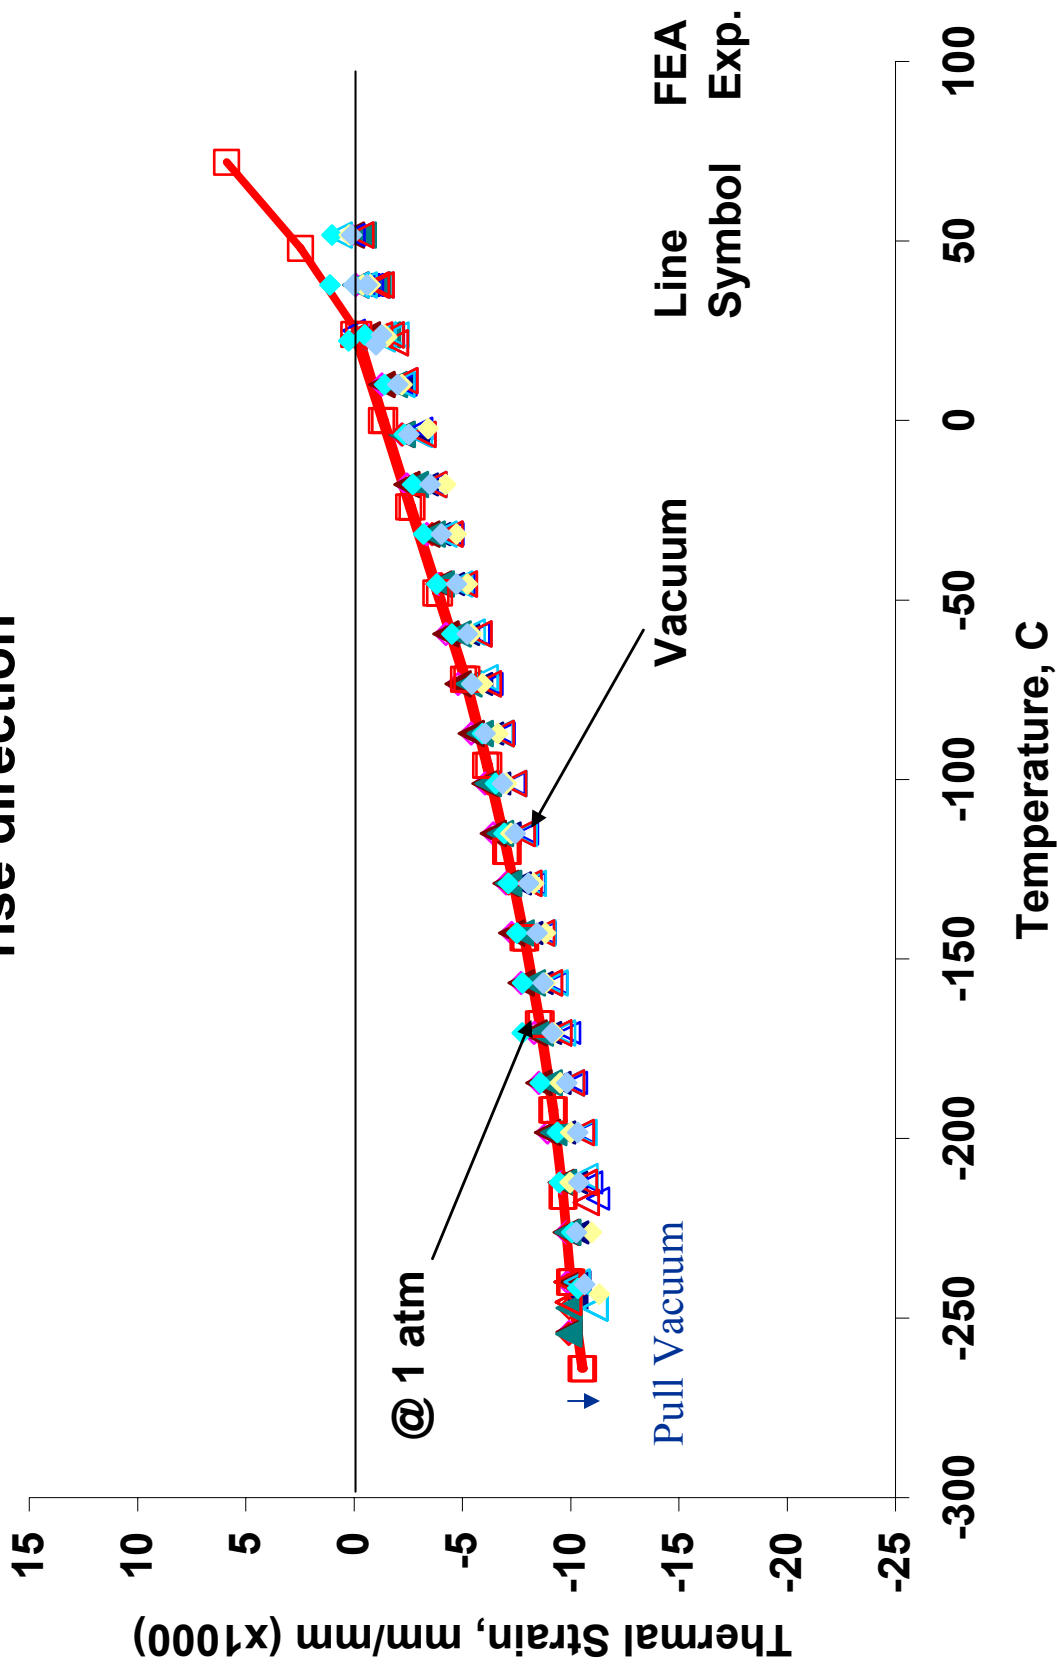 rise direction
15
10
5
0
-5
-10
-15
-20
-25
Thermal Strain, mm/mm (x1000)
@ 1 atm
Vacuum
Pull Vacuum
Line FEA
Symbol Exp.
-300 -250 -200 -150 -100 -50 0 50 100
Temperature, C